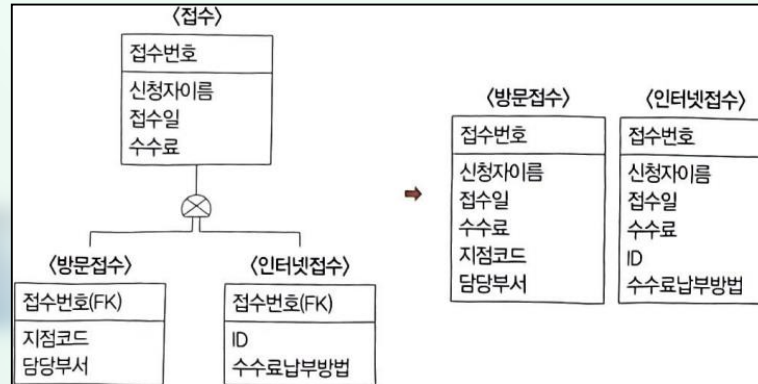 〈접수〉
접수번호
신청자이름
접수일
수수료
〈방문접수〉
접수번호(FK)
지점코드
담당부서
〈인터넷접수〉
접수번호(FK)
ID
수수료납부방법
〈방문접수〉
접수번호
신청자이름
접수일
수수료
지점코드
담당부서
〈인터넷접수〉
접수번호
신청자이름
접수일
수수료
ID
수수료납부방법